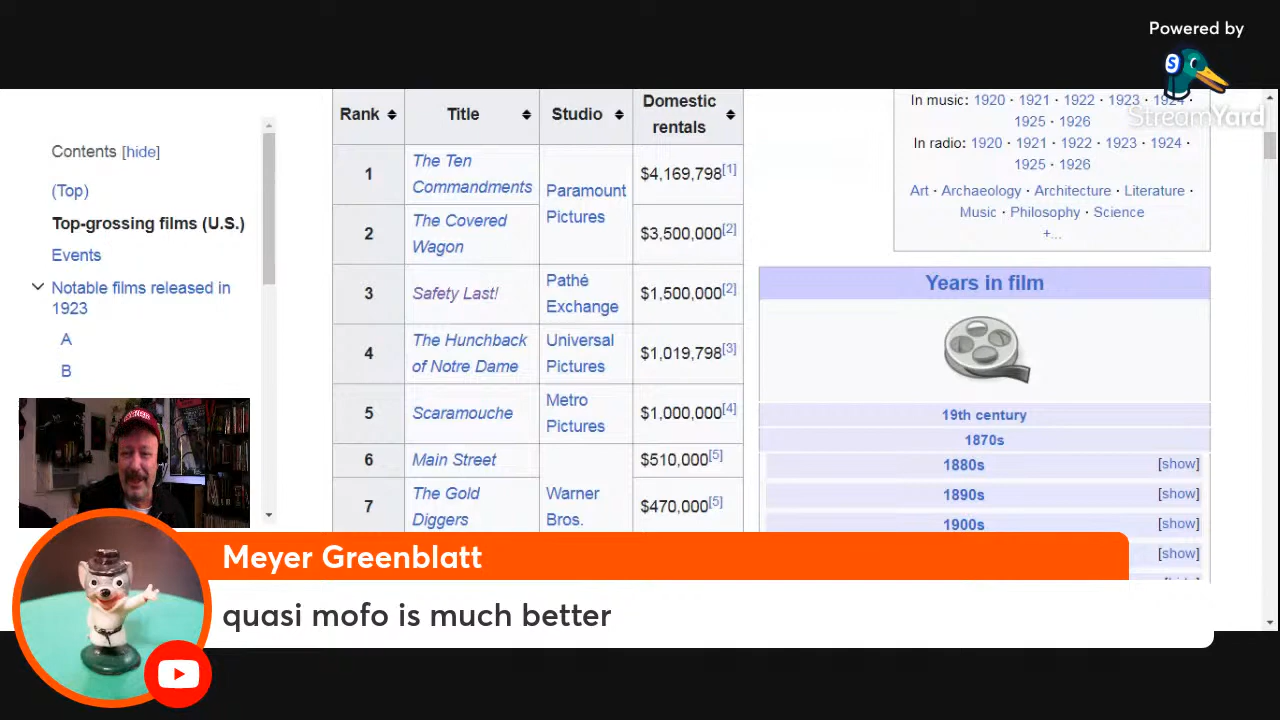 Powered by
StreamYard
Contents [hide]
(Top)
Top-grossing films (U.S.)
Events
Notable films released in
1923
A
B
Rank Title Studio Domestic
rentals
1 The Ten
Commandments Paramount
Pictures $4,169,798[1]
2 The Covered
Wagon $3,500,000[2]
3 Safety Last! Pathé
Exchange $1,500,000[2]
4 The Hunchback
of Notre Dame Universal
Pictures $1,019,798[3]
5 Scaramouche Metro
Pictures $1,000,000[4]
6 Main Street $510,000[5]
7 The Gold
Diggers Warner
Bros. $470,000[5]
In music: 1920 · 1921 · 1922 · 1923 · 1924 ·
1925 · 1926
In radio: 1920 · 1921 · 1922 · 1923 · 1924 ·
1925 · 1926
Art · Archaeology · Architecture · Literature ·
Music · Philosophy · Science
+...
Years in film
19th century
1870s
1880s [show]
1890s [show]
1900s [show]
[show]
Meyer Greenblatt
quasi mofo is much better